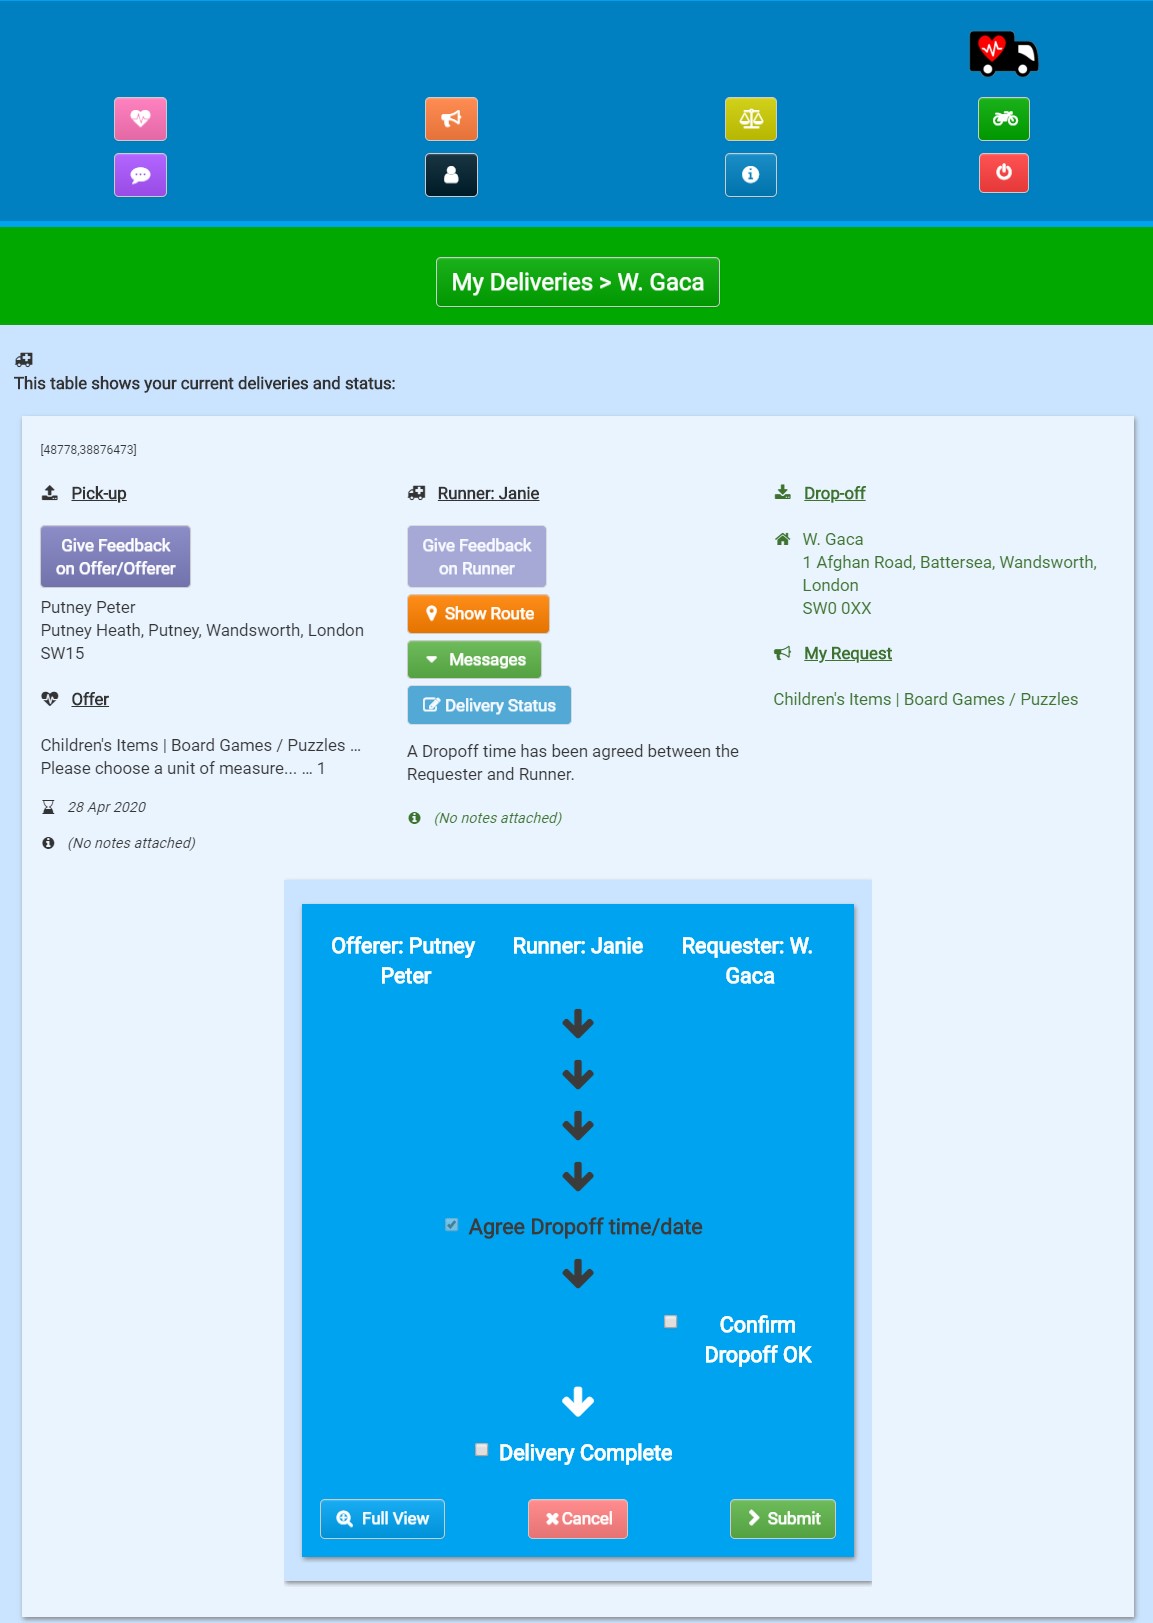 My Deliveries > W. Gaca
This table shows your current deliveries and status:
[48778,38876473]
Pick-up
Give Feedback
on Offer/Offerer
Putney Peter
Putney Heath, Putney, Wandsworth, London
SW15
Offer
Children's Items | Board Games / Puzzles ...
Please choose a unit of measure... ... 1
28 Apr 2020
(No notes attached)
Runner: Janie
Give Feedback
on Runner
Show Route
Messages
Delivery Status
A Dropoff time has been agreed between the
Requester and Runner.
(No notes attached)
Drop-off
W. Gaca
1 Afghan Road, Battersea, Wandsworth,
London
SW0 0XX
My Request
Children's Items | Board Games / Puzzles
Offerer: Putney
Peter
Runner: Janie
Requester: W.
Gaca
Agree Dropoff time/date
Confirm
Dropoff OK
Delivery Complete
Full View
Cancel
Submit